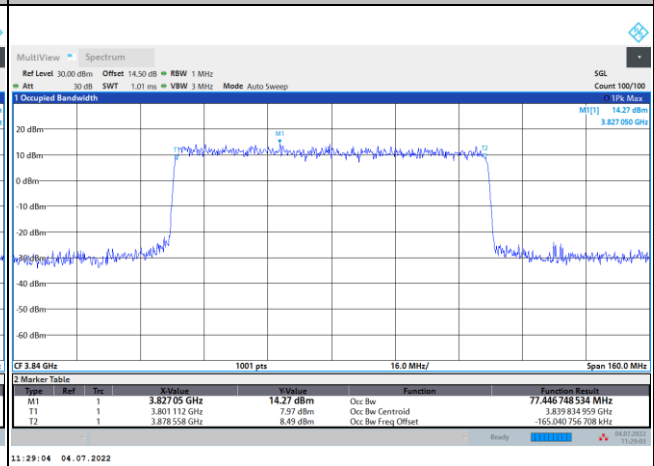 MultiView Spectrum
Ref Level 30.00 dBm Offset 14.50 dB RBW 1 MHz SGL
Att 30 dB SWT 1.01 ms VBW 3 MHz Mode Auto Sweep Count 100/100
1 Occupied Bandwidth 1Pk Max
M1[1] 14.27 dBm
3.827 050 GHz
20 dBm
M1
T1
T2
10 dBm
0 dBm
-10 dBm
-20 dBm
-30 dBm
-40 dBm
-50 dBm
-60 dBm
CF 3.84 GHz 1001 pts 16.0 MHz/ Span 160.0 MHz
2 Marker Table
Type Ref Trc X-Value Y-Value Function Function Result
M1 1 3.827 05 GHz 14.27 dBm Occ Bw 77.446 748 534 MHz
T1 1 3.801 112 GHz 7.97 dBm Occ Bw Centroid 3.839 834 959 GHz
T2 1 3.878 558 GHz 8.49 dBm Occ Bw Freq Offset -165.040 756 708 kHz
Ready 04.07.2022
11:29:03
11:29:04 04.07.2022